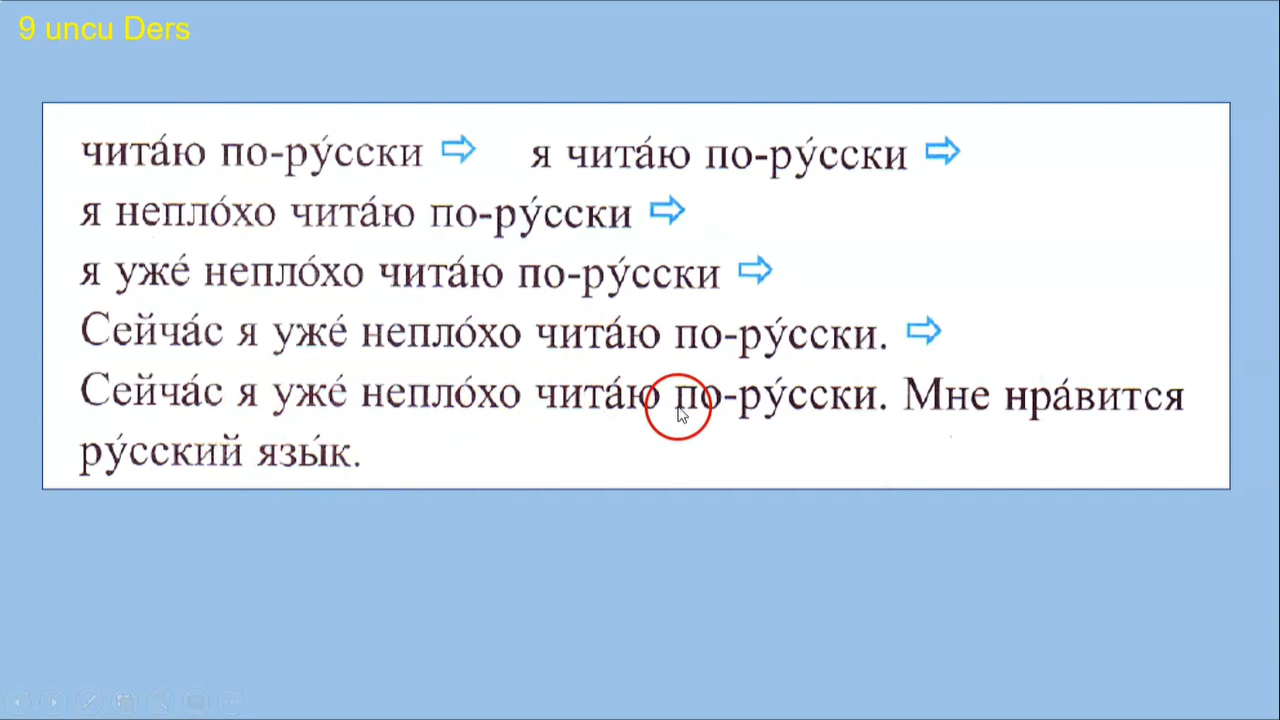 9 uncu Ders
чита́ю по-ру́сски ⇨ я чита́ю по-ру́сски ⇨
я непло́хо чита́ю по-ру́сски ⇨
я уже́ непло́хо чита́ю по-ру́сски ⇨
Сейча́с я уже́ непло́хо чита́ю по-ру́сски. ⇨
Сейча́с я уже́ непло́хо чита́ю по-ру́сски. Мне нра́вится
ру́сский язы́к.